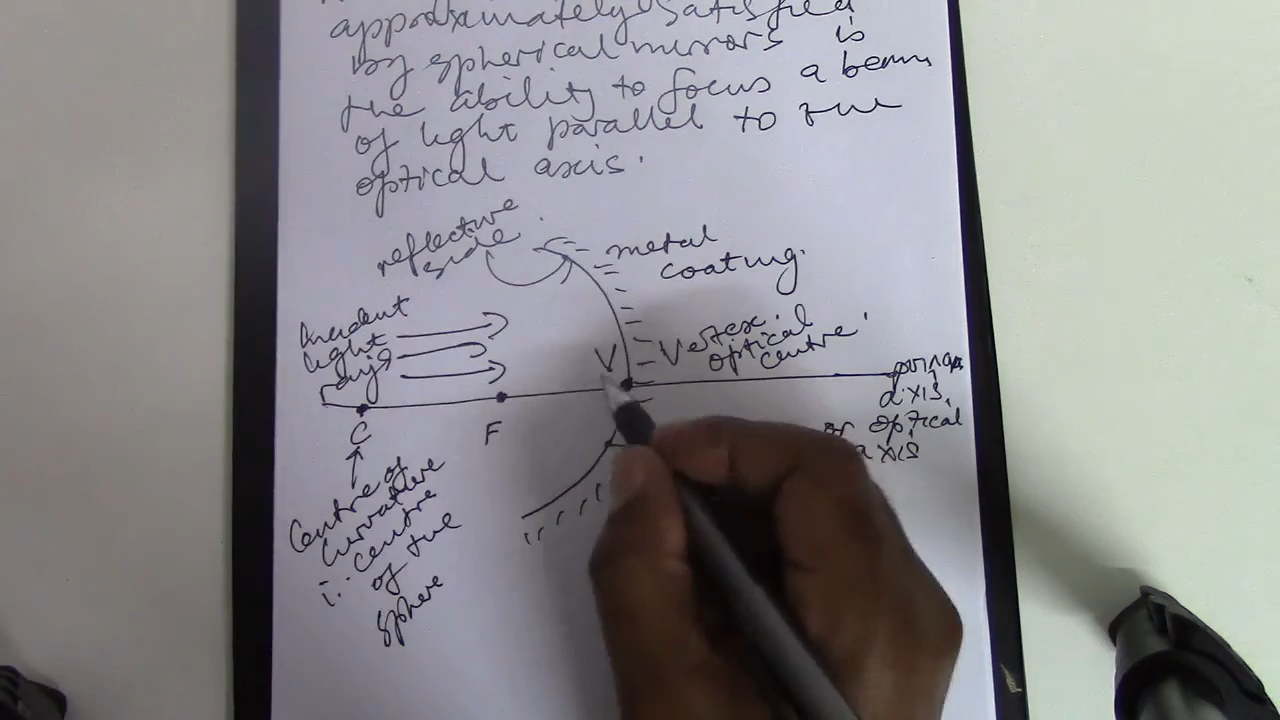 approximately satisfied
by spherical mirrors is
the ability to focus a beam
of light parallel to the
optical axis.
reflective
side
metal
coating.
Incident
light
rays
V
Vertex.
optical
centre.
principal
axis,
or optical
axis
C
F
Centre of
curvature
i.. centre
of the
sphere